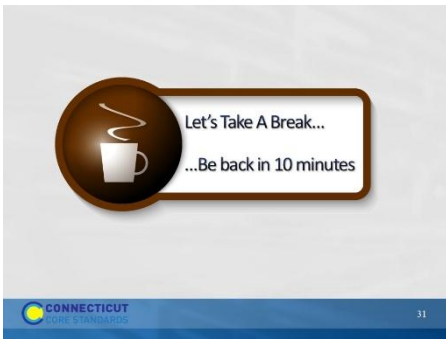 Let's Take A Break...
...Be back in 10 minutes
CONNECTICUT
CORE STANDARDS
31